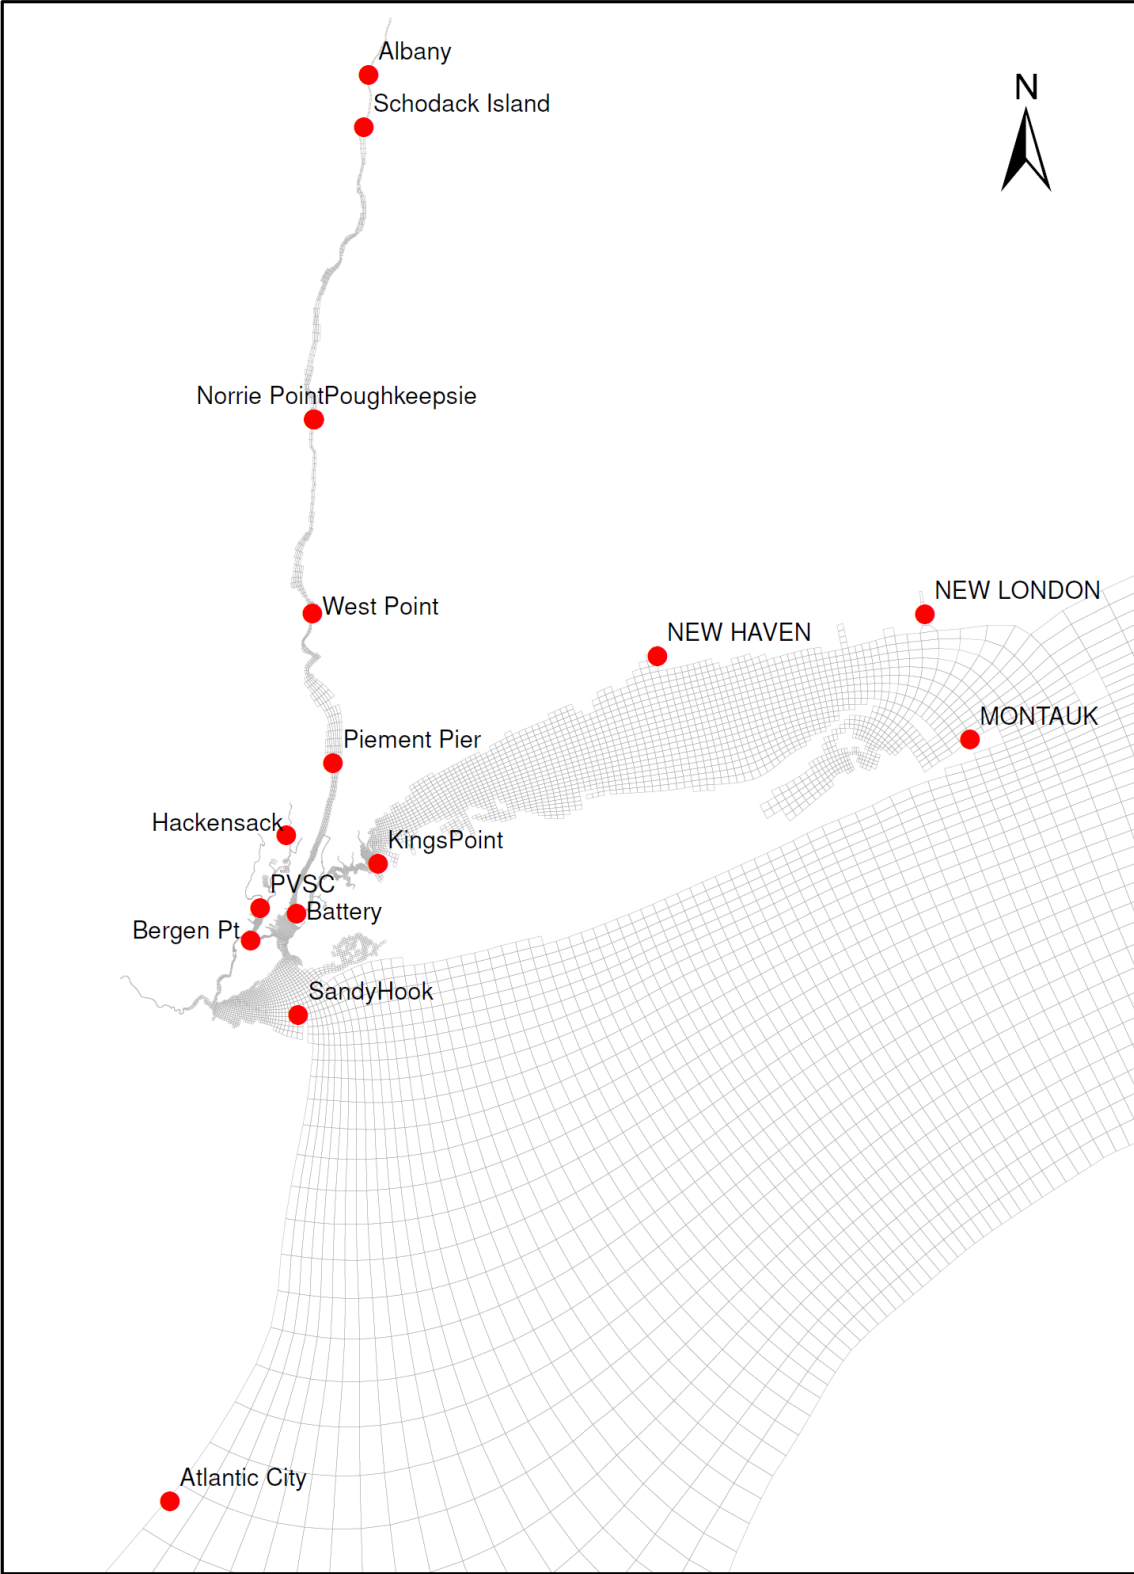 Albany
N
Schodack Island
Norrie PointPoughkeepsie
NEW LONDON
West Point
NEW HAVEN
MONTAUK
Piement Pier
Hackensack
KingsPoint
PVSC
Battery
Bergen Pt
SandyHook
Atlantic City